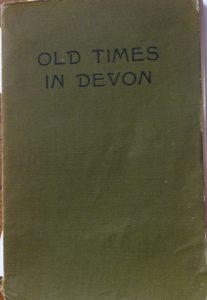 OLD TIMES
IN DEVON